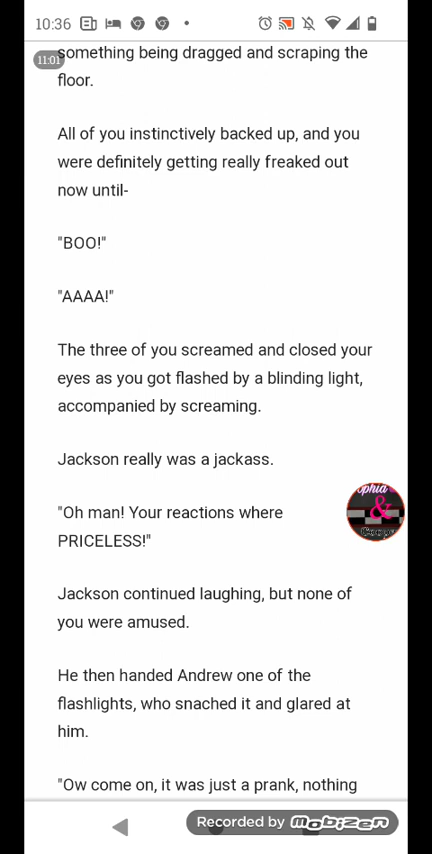 10:36
11:01
something being dragged and scraping the
floor.
All of you instinctively backed up, and you
were definitely getting really freaked out
now until-
"BOO!"
"AAAA!"
The three of you screamed and closed your
eyes as you got flashed by a blinding light,
accompanied by screaming.
Jackson really was a jackass.
"Oh man! Your reactions where
PRICELESS!"
Jackson continued laughing, but none of
you were amused.
He then handed Andrew one of the
flashlights, who snached it and glared at
him.
"Ow come on, it was just a prank, nothing
&
Recorded by Mobizen